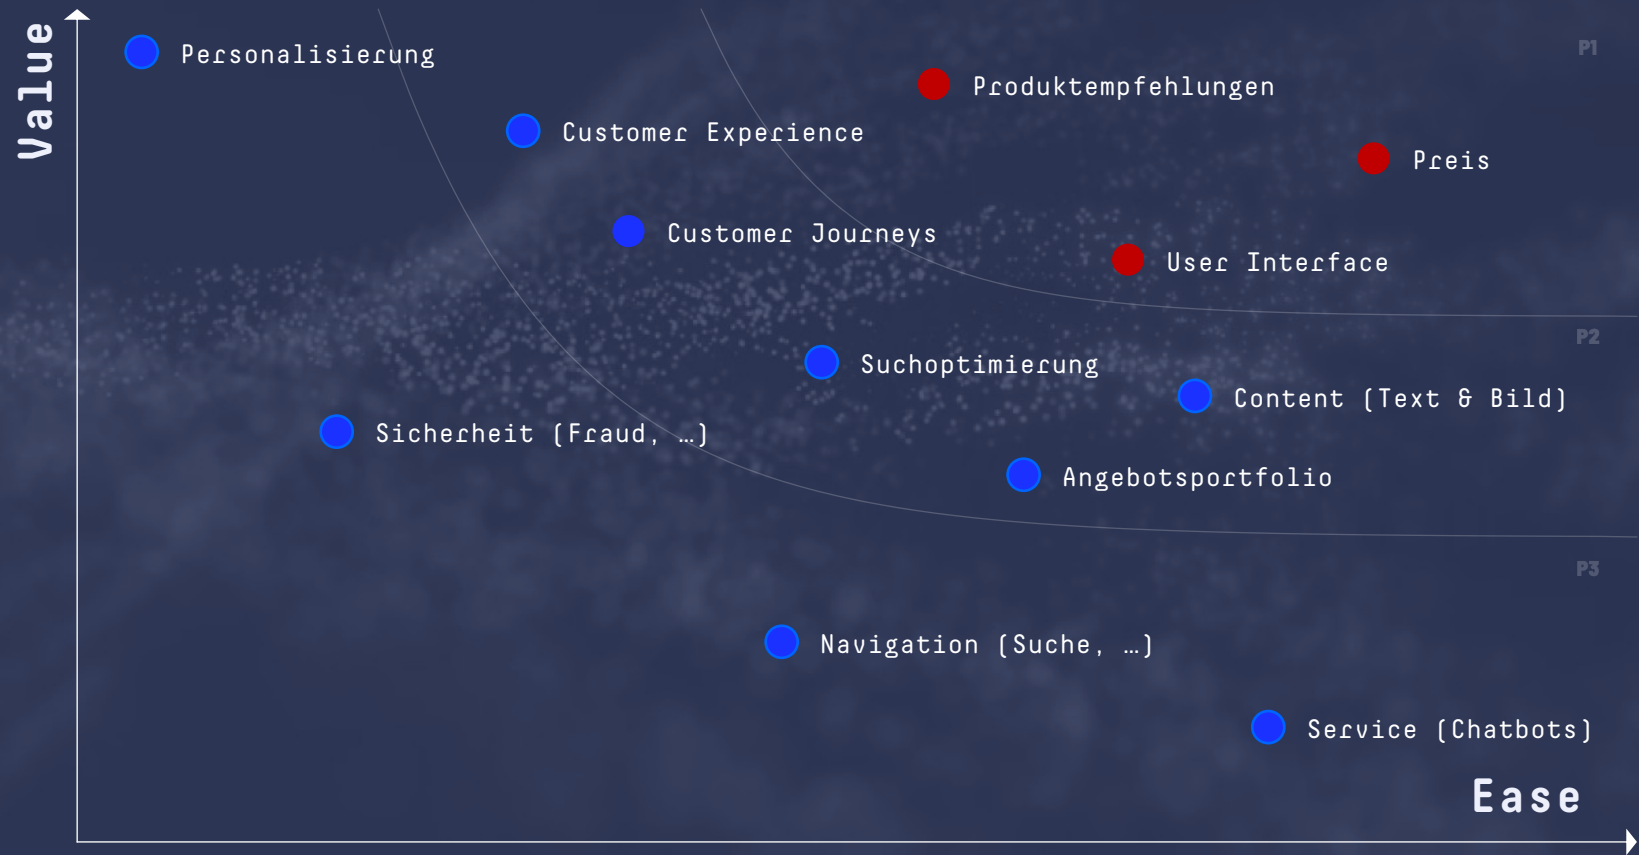 Value
Personalisierung
P1
Produktempfehlungen
Customer Experience
Preis
Customer Journeys
User Interface
P2
Suchoptimierung
Content (Text & Bild)
Sicherheit (Fraud, …)
Angebotsportfolio
P3
Navigation (Suche, …)
Service (Chatbots)
Ease